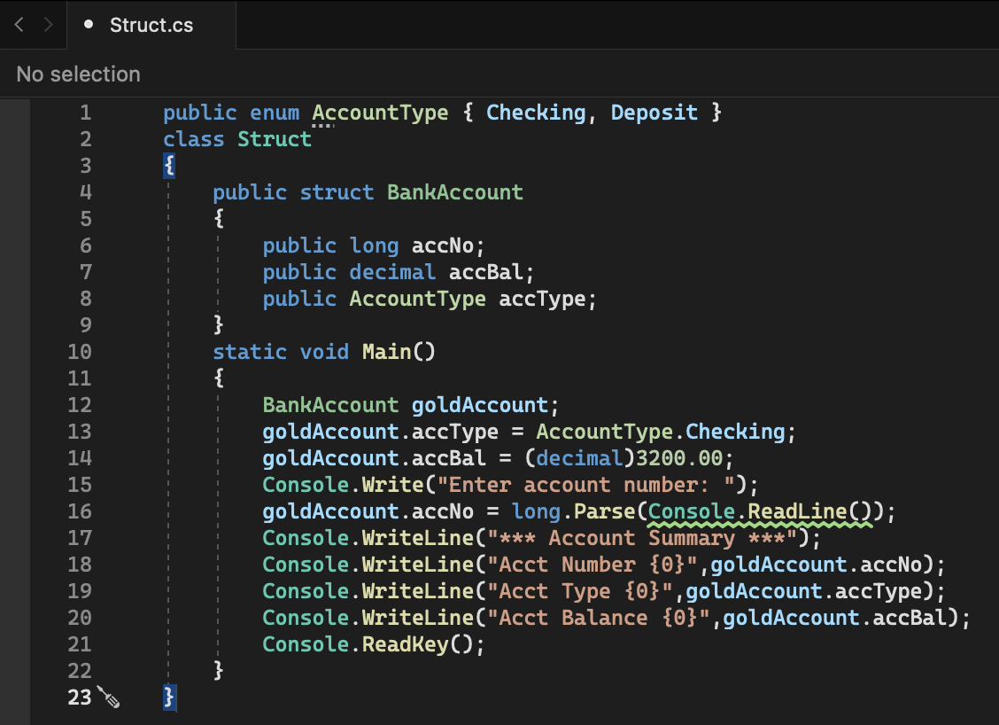 Struct.cs
No selection
1 public enum AccountType { Checking, Deposit }
2 class Struct
3 {
4 public struct BankAccount
5 {
6 public long accNo;
7 public decimal accBal;
8 public AccountType accType;
9 }
10 static void Main()
11 {
12 BankAccount goldAccount;
13 goldAccount.accType = AccountType.Checking;
14 goldAccount.accBal = (decimal)3200.00;
15 Console.Write("Enter account number: ");
16 goldAccount.accNo = long.Parse(Console.ReadLine());
17 Console.WriteLine("*** Account Summary ***");
18 Console.WriteLine("Acct Number {0}",goldAccount.accNo);
19 Console.WriteLine("Acct Type {0}",goldAccount.accType);
20 Console.WriteLine("Acct Balance {0}",goldAccount.accBal);
21 Console.ReadKey();
22 }
23 }